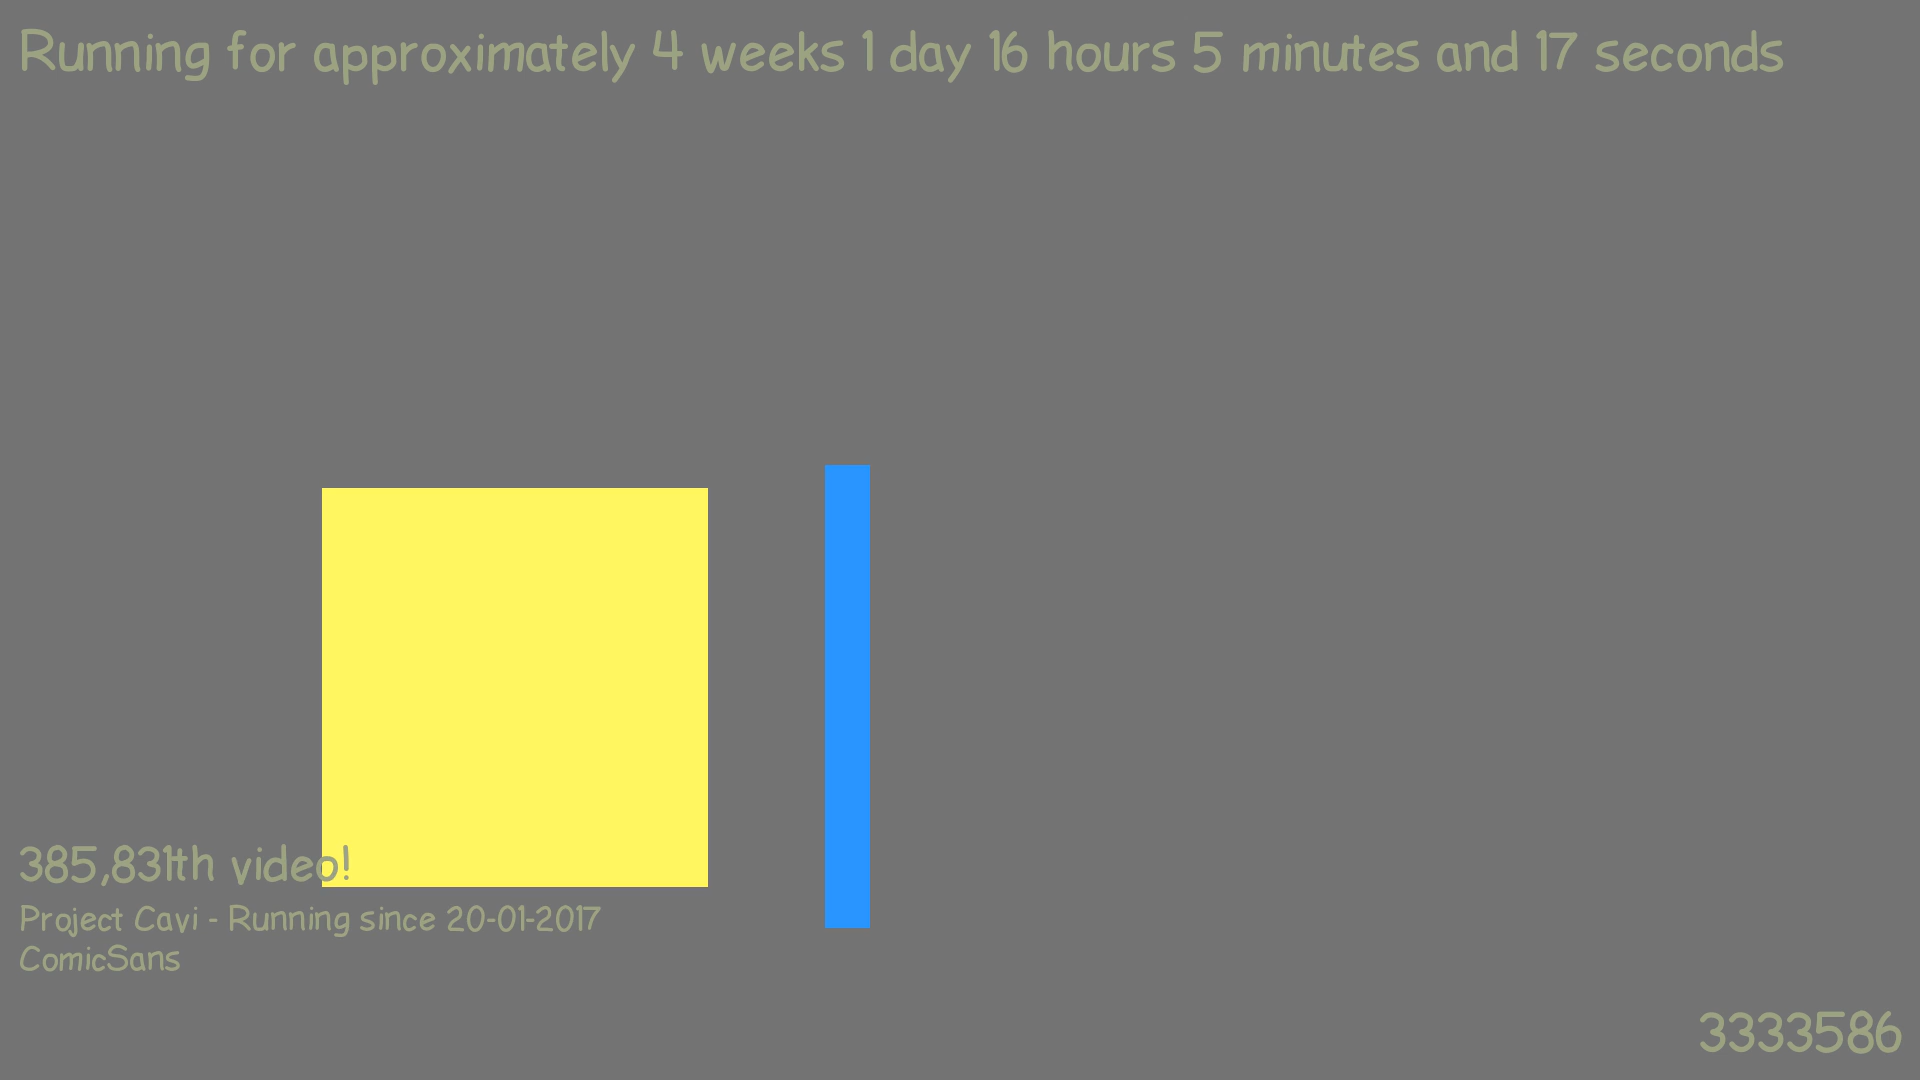 Running for approximately 4 weeks 1 day 16 hours 5 minutes and 17 seconds
385,831th video!
Project Cavi - Running since 20-01-2017
ComicSans
3333586